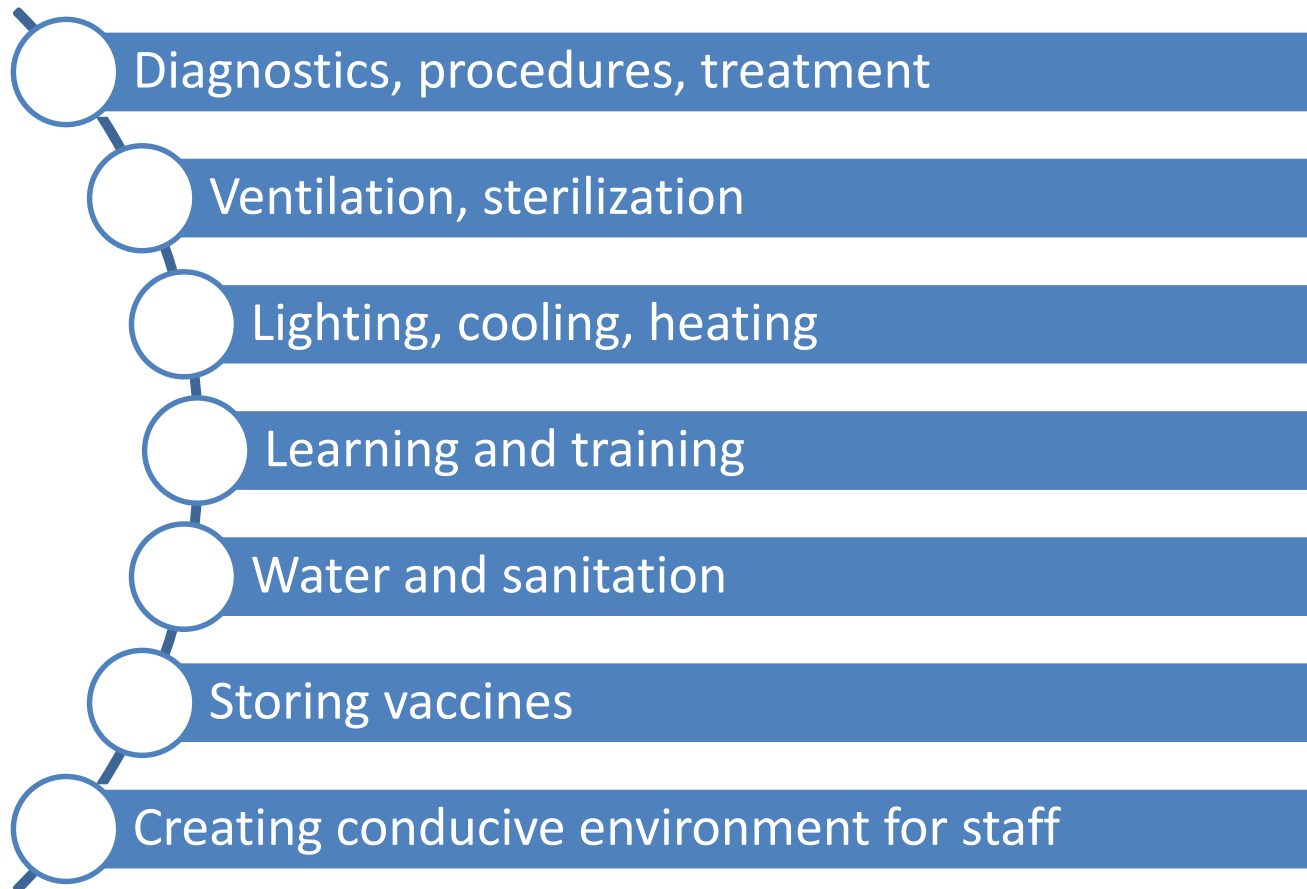 Diagnostics, procedures, treatment
Ventilation, sterilization
Lighting, cooling, heating
Learning and training
Water and sanitation
Storing vaccines
Creating conducive environment for staff